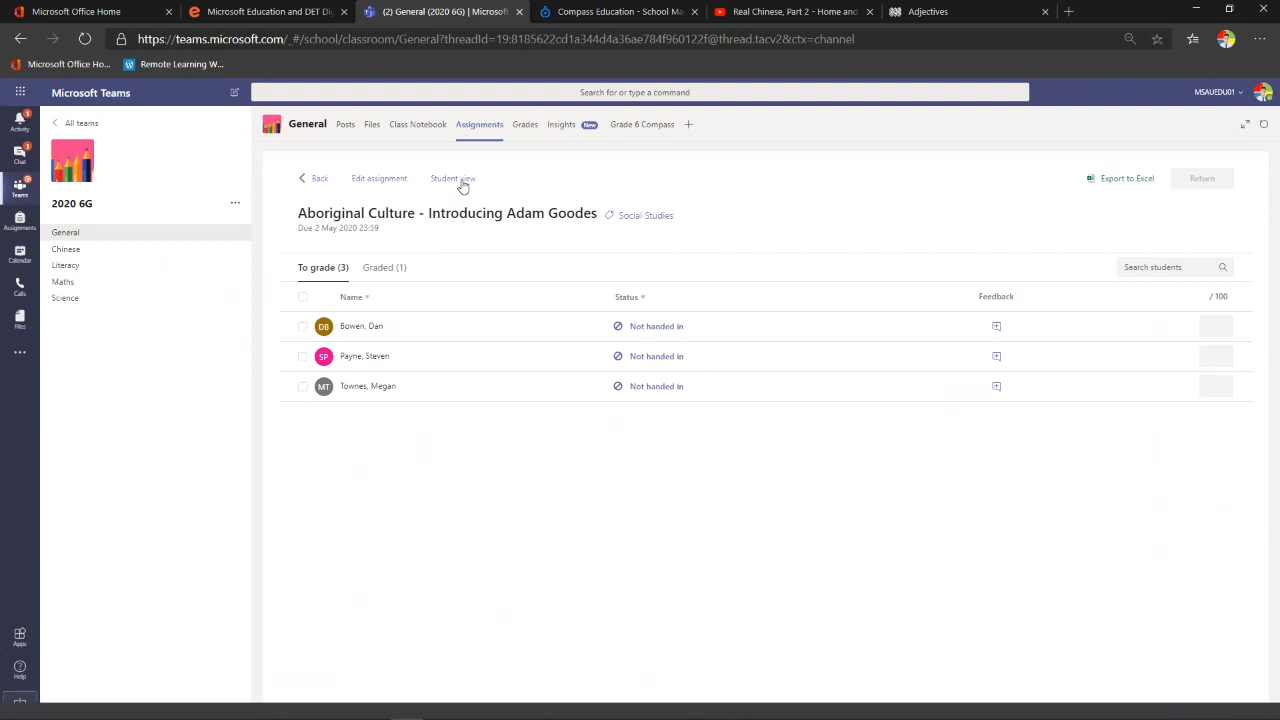 Microsoft Office Home
Microsoft Education and DET Dig
(2) General (2020 6G) | Microsoft
Compass Education - School Ma
Real Chinese, Part 2 - Home and
Adjectives
https://teams.microsoft.com/_#/school/classroom/General?threadId=19:8185622cd1a344d4a36ae784f960122f@thread.tacv2&ctx=channel
Microsoft Office Ho...
Remote Learning W...
Microsoft Teams
Search for or type a command
MSAUEDU01
Activity
Chat
Teams
Assignments
Calendar
Calls
Files
Apps
Help
All teams
2020 6G
General
Chinese
Literacy
Maths
Science
General
Posts
Files
Class Notebook
Assignments
Grades
Insights
New
Grade 6 Compass
Back
Edit assignment
Student view
Export to Excel
Return
Aboriginal Culture - Introducing Adam Goodes
Social Studies
Due 2 May 2020 23:59
To grade (3)
Graded (1)
Search students
Name
Status
Feedback
/ 100
DB
Bowen, Dan
Not handed in
SP
Payne, Steven
Not handed in
MT
Townes, Megan
Not handed in